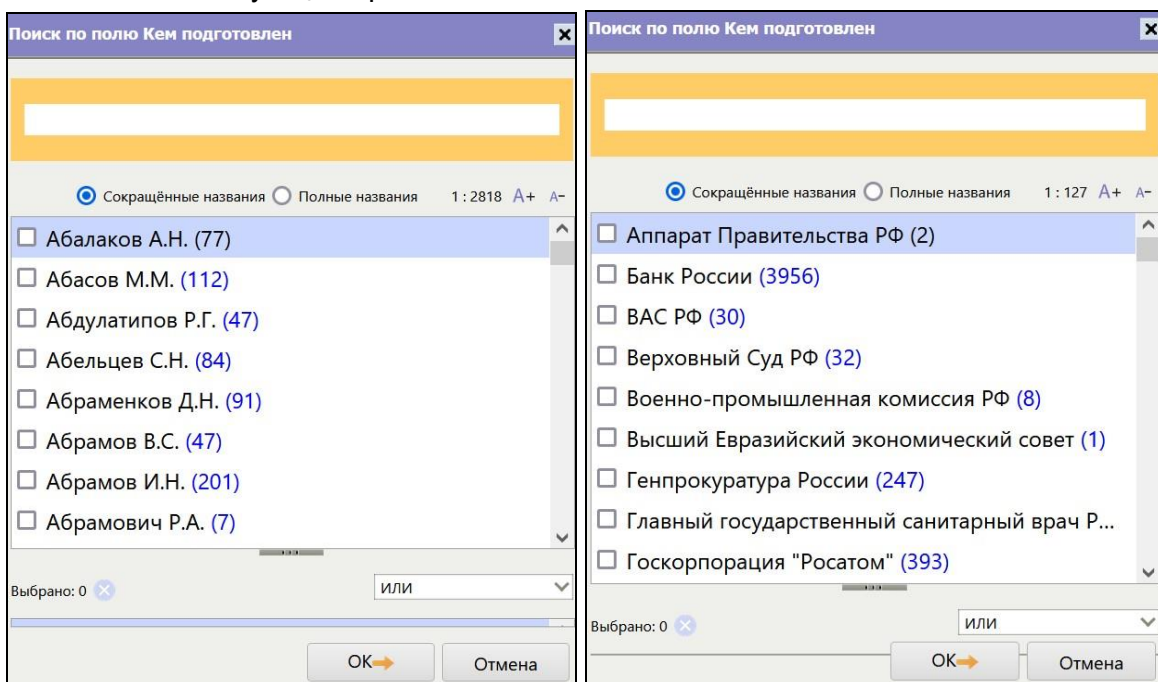 Поиск по полю Кем подготовлен
Сокращённые названия Полные названия 1 : 2818 A+ A-
Абалаков А.Н. (77)
Абасов М.М. (112)
Абдулатипов Р.Г. (47)
Абельцев С.Н. (84)
Абраменков Д.Н. (91)
Абрамов В.С. (47)
Абрамов И.Н. (201)
Абрамович Р.А. (7)
Выбрано: 0 ИЛИ
ОК Отмена
Поиск по полю Кем подготовлен
Сокращённые названия Полные названия 1 : 127 A+ A-
Аппарат Правительства РФ (2)
Банк России (3956)
ВАС РФ (30)
Верховный Суд РФ (32)
Военно-промышленная комиссия РФ (8)
Высший Евразийский экономический совет (1)
Генпрокуратура России (247)
Главный государственный санитарный врач Р...
Госкорпорация "Росатом" (393)
Выбрано: 0 ИЛИ
ОК Отмена